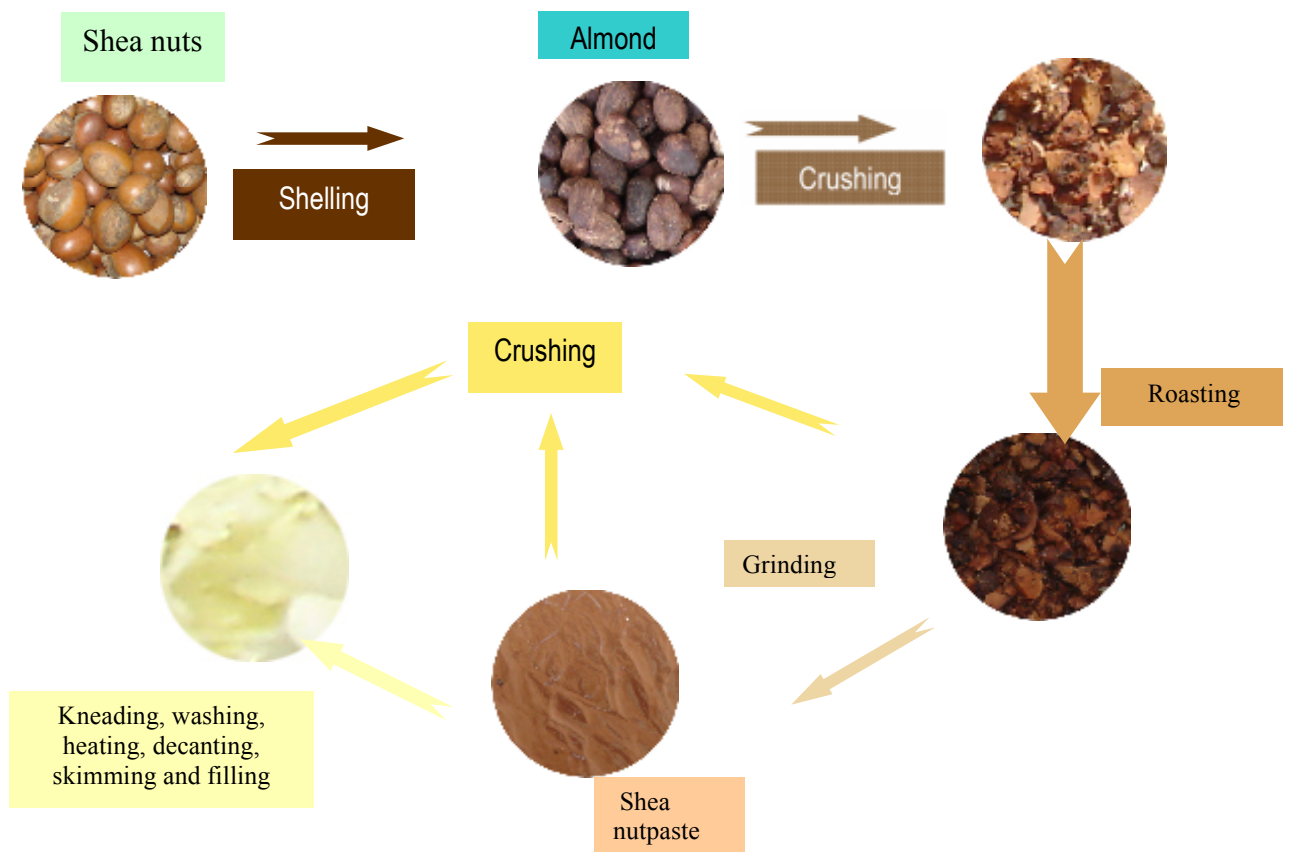 Shea nuts
Almond
Shelling
Crushing
Crushing
Roasting
Grinding
Kneading, washing,
heating, decanting,
skimming and filling
Shea
nutpaste